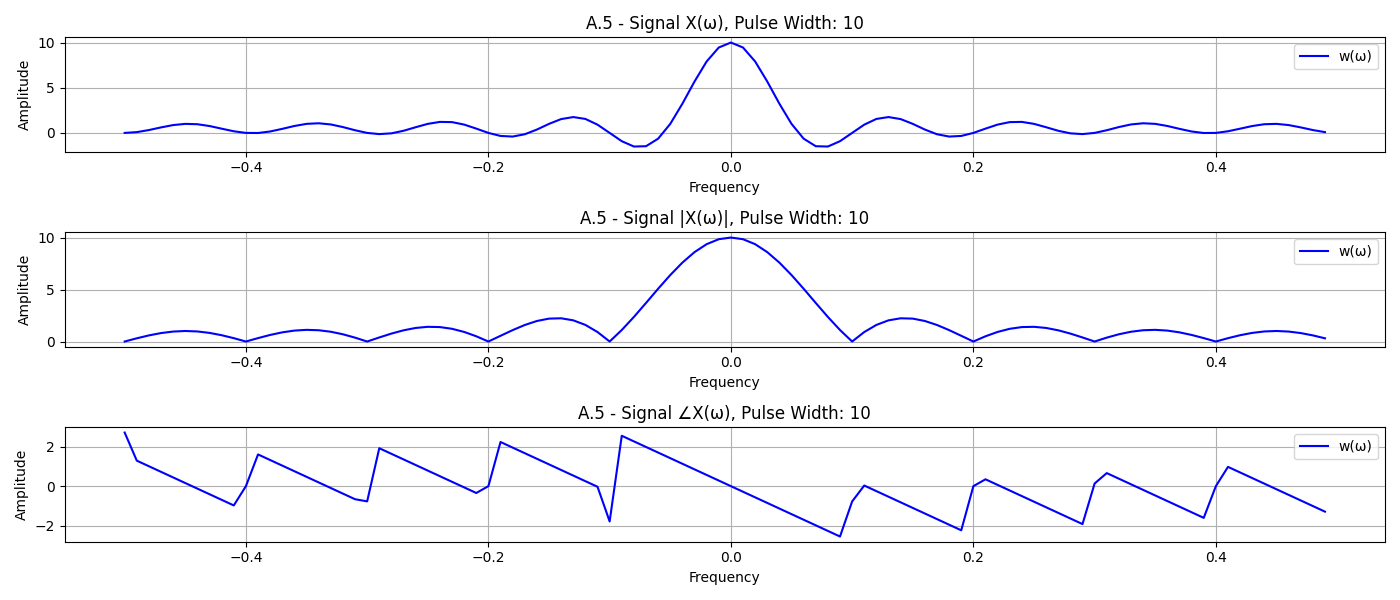 A.5 - Signal X(ω), Pulse Width: 10
10
5
0
Amplitude
w(ω)
−0.4 −0.2 0.0 0.2 0.4
Frequency
A.5 - Signal |X(ω)|, Pulse Width: 10
10
5
0
Amplitude
w(ω)
−0.4 −0.2 0.0 0.2 0.4
Frequency
A.5 - Signal ∠X(ω), Pulse Width: 10
2
0
−2
Amplitude
w(ω)
−0.4 −0.2 0.0 0.2 0.4
Frequency